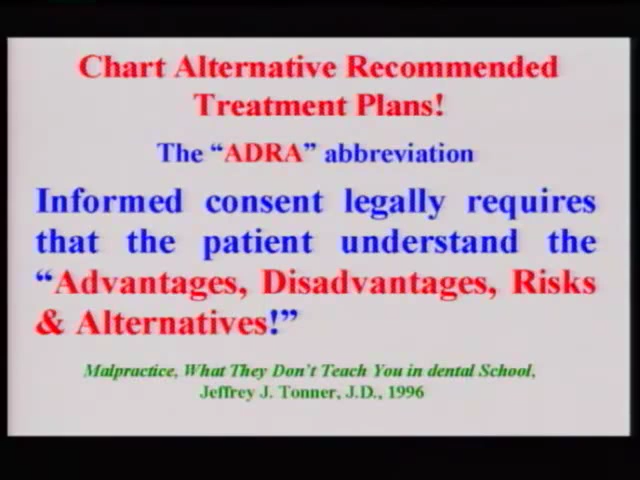 Chart Alternative Recommended
Treatment Plans!
The “ADRA” abbreviation
Informed consent legally requires
that the patient understand the
“Advantages, Disadvantages, Risks
& Alternatives!”
Malpractice, What They Don’t Teach You in dental School,
Jeffrey J. Tonner, J.D., 1996